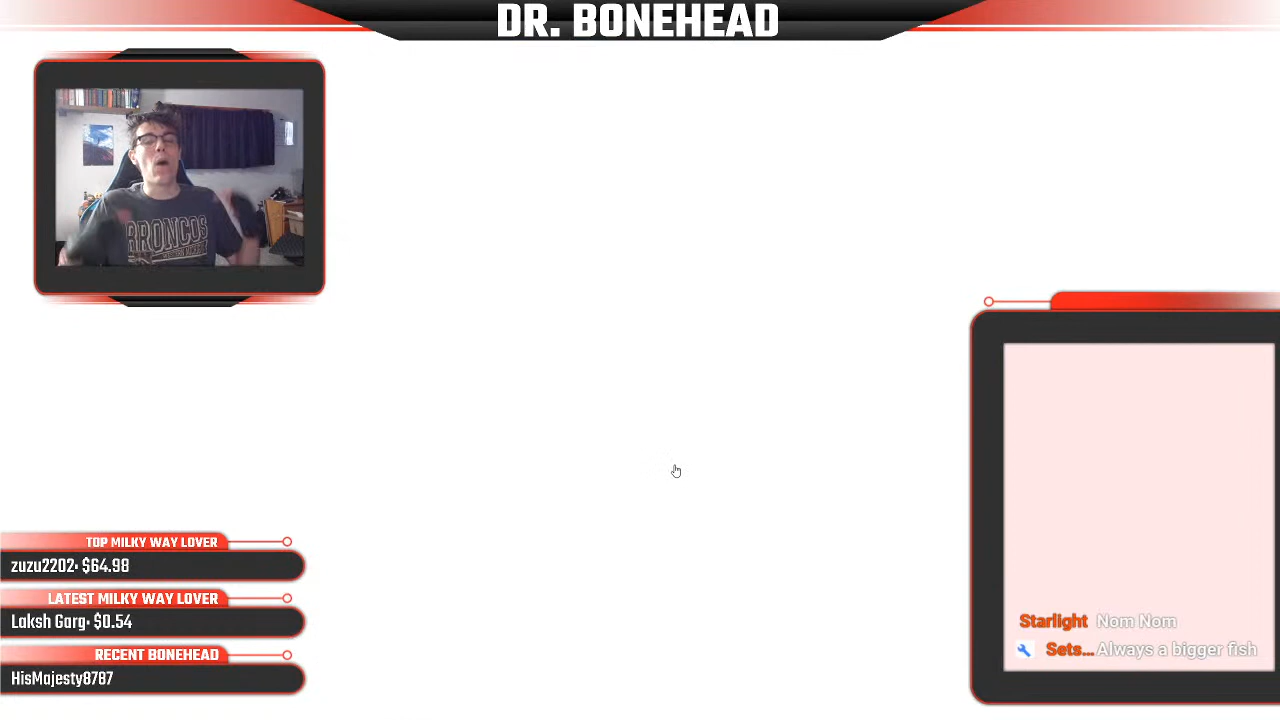 DR. BONEHEAD
BRONCOS
TOP MILKY WAY LOVER
zuzu2202• $64.98
LATEST MILKY WAY LOVER
Laksh Garg• $0.54
RECENT BONEHEAD
HisMajesty8787
Starlight Nom Nom
Sets... Always a bigger fish